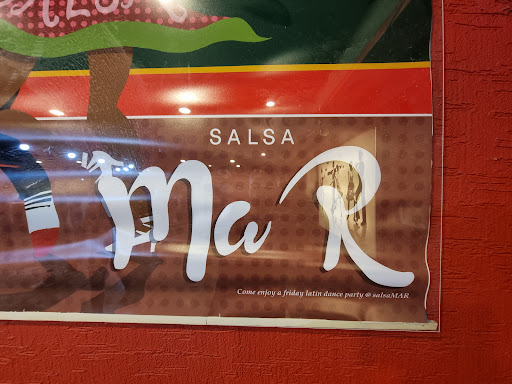 SALSA
Ma R
Come enjoy a friday latin dance party @ salsaMAR